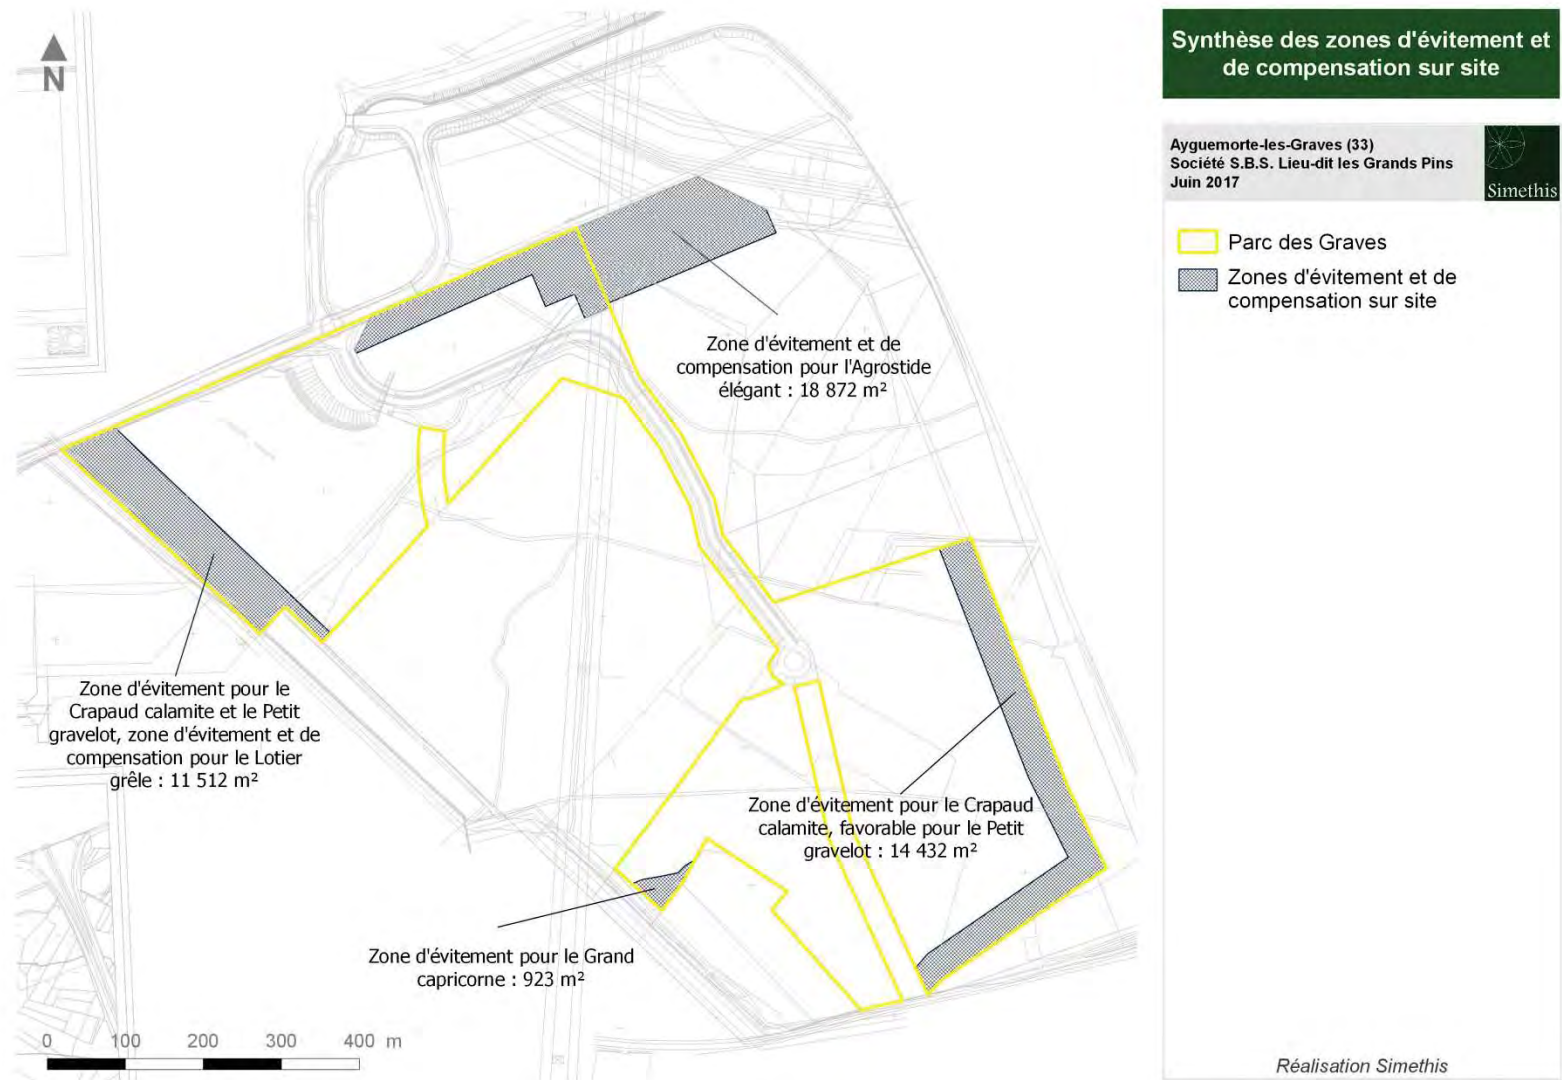 N
Synthèse des zones d'évitement et
de compensation sur site
Ayguemorte-les-Graves (33)
Société S.B.S. Lieu-dit les Grands Pins
Juin 2017
Simethis
Parc des Graves
Zones d'évitement et de
compensation sur site
Zone d'évitement et de
compensation pour l'Agrostide
élégant : 18 872 m²
Zone d'évitement pour le
Crapaud calamite et le Petit
gravelot, zone d'évitement et de
compensation pour le Lotier
grêle : 11 512 m²
Zone d'évitement pour le Crapaud
calamite, favorable pour le Petit
gravelot : 14 432 m²
Zone d'évitement pour le Grand
capricorne : 923 m²
0 100 200 300 400 m
Réalisation Simethis